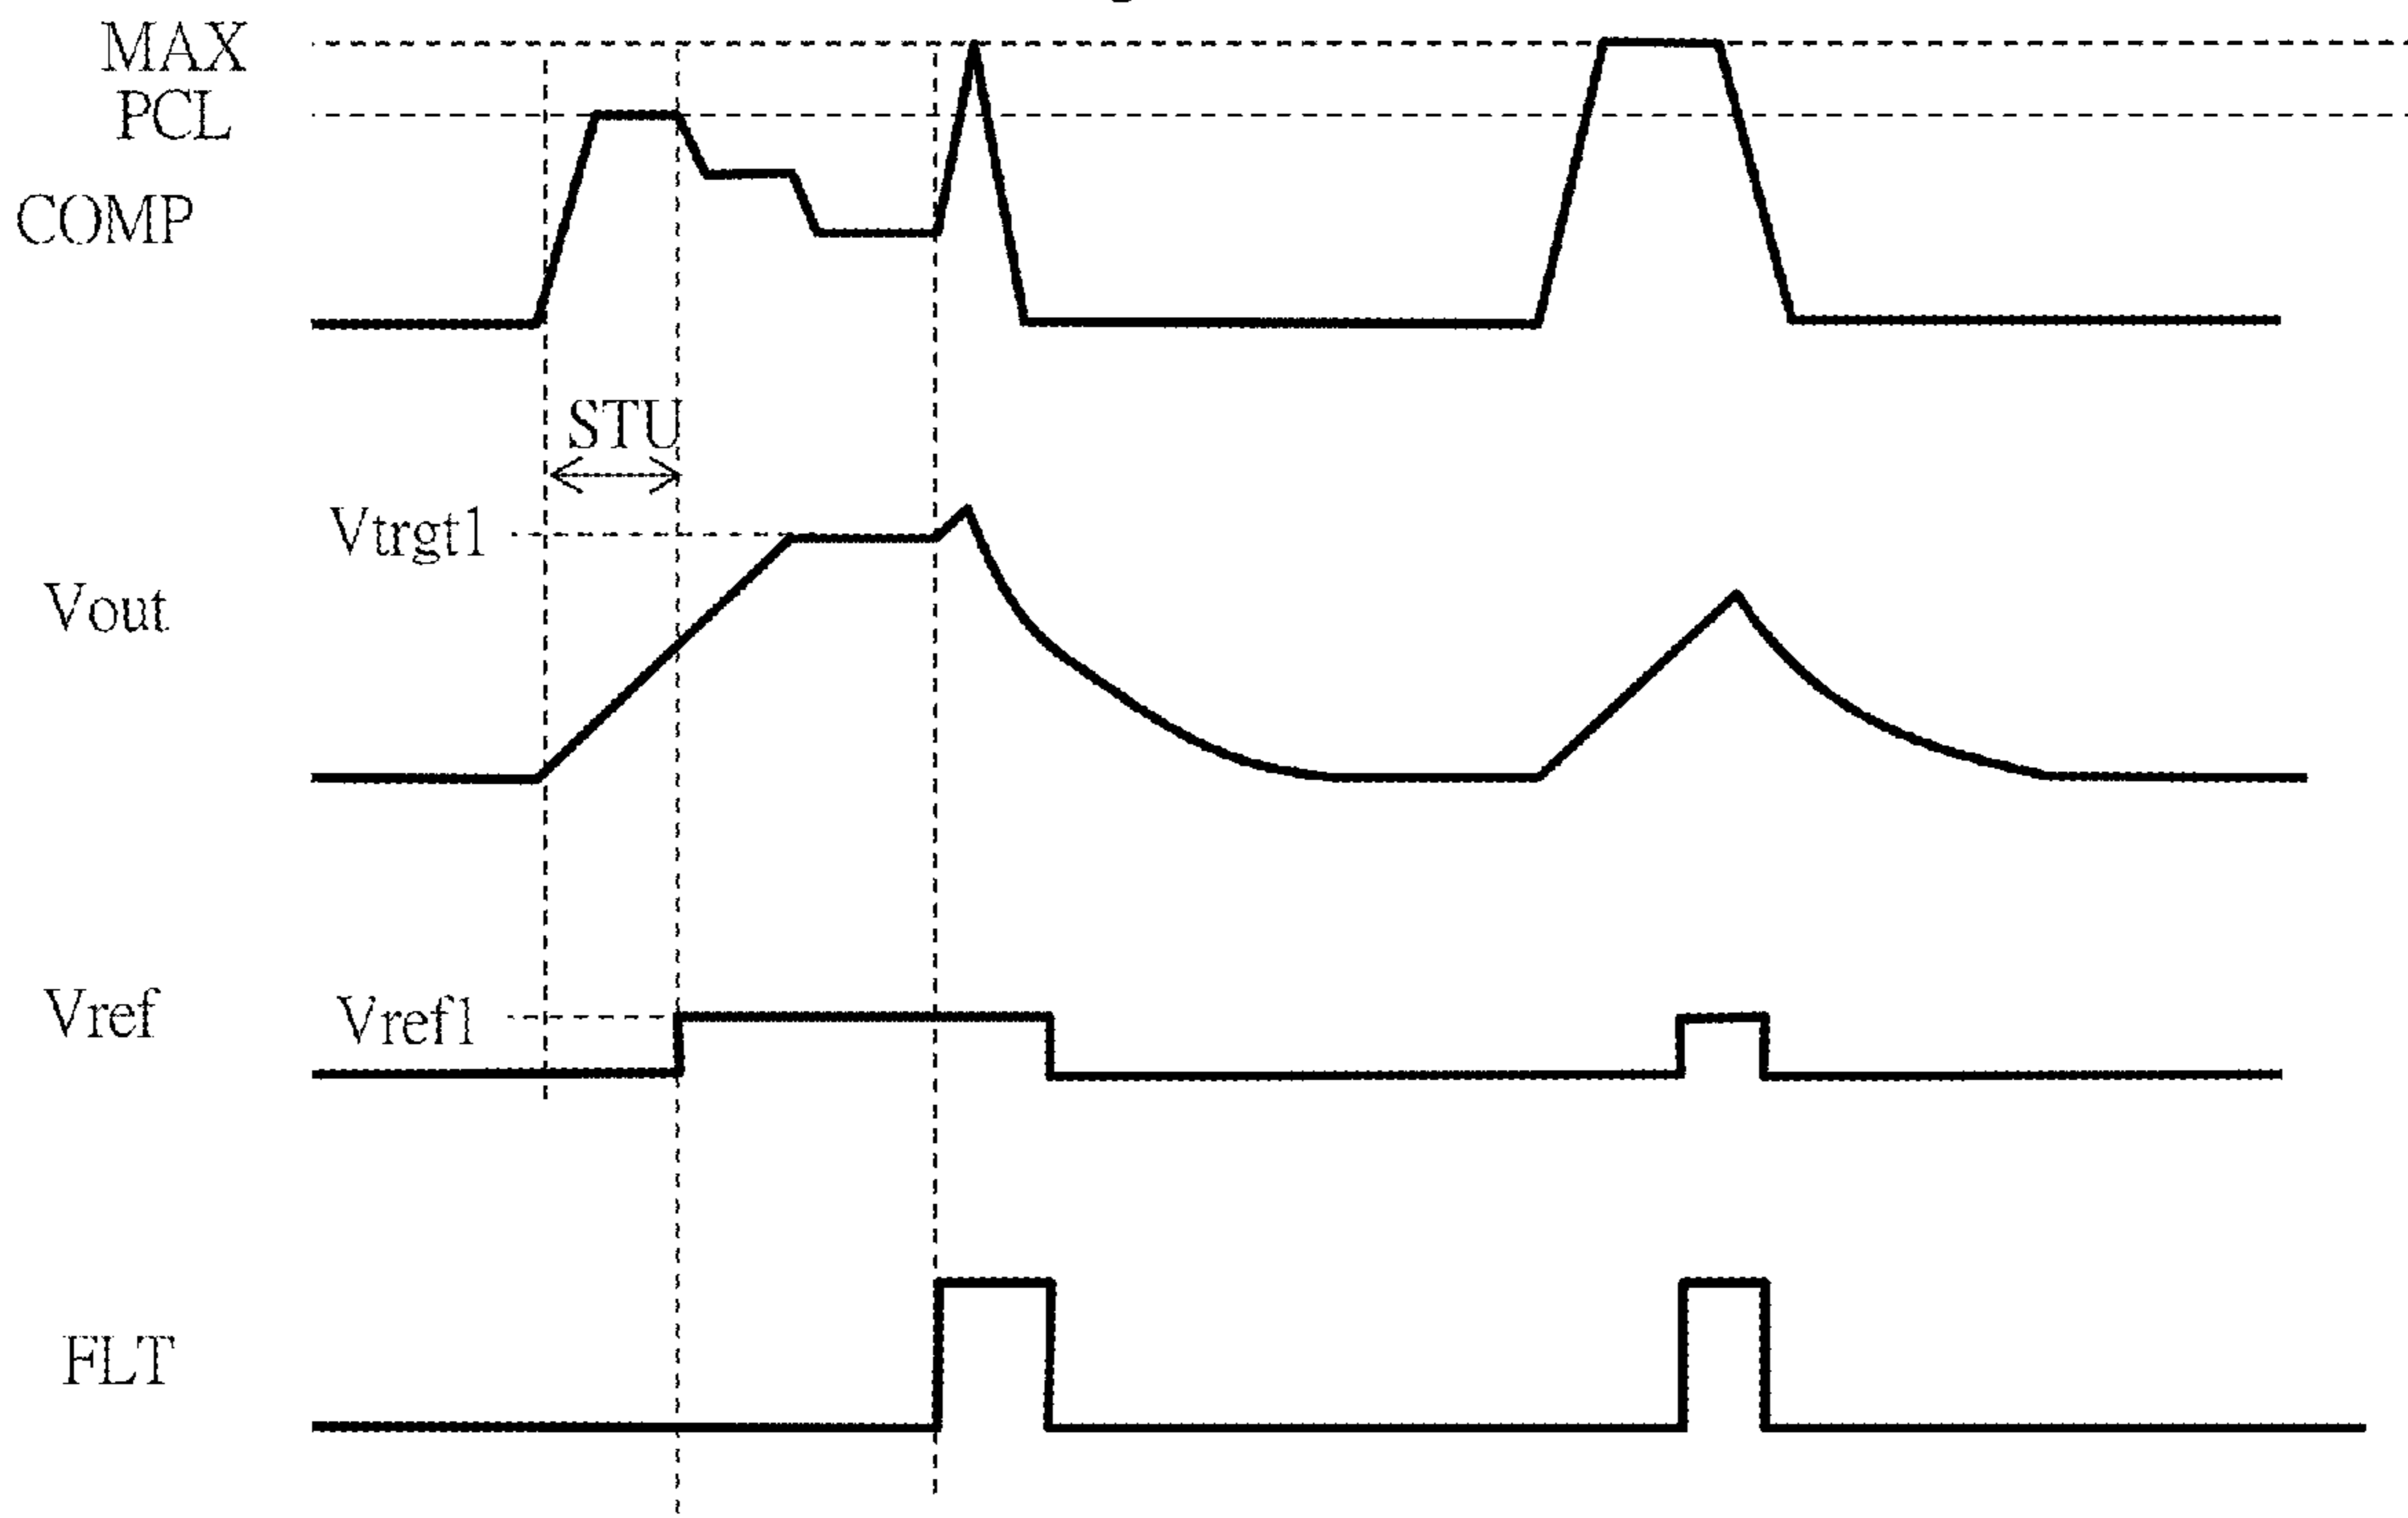 MAX
PCL
COMP
STU
Vtrgt1
Vout
Vref
Vref1
FLT